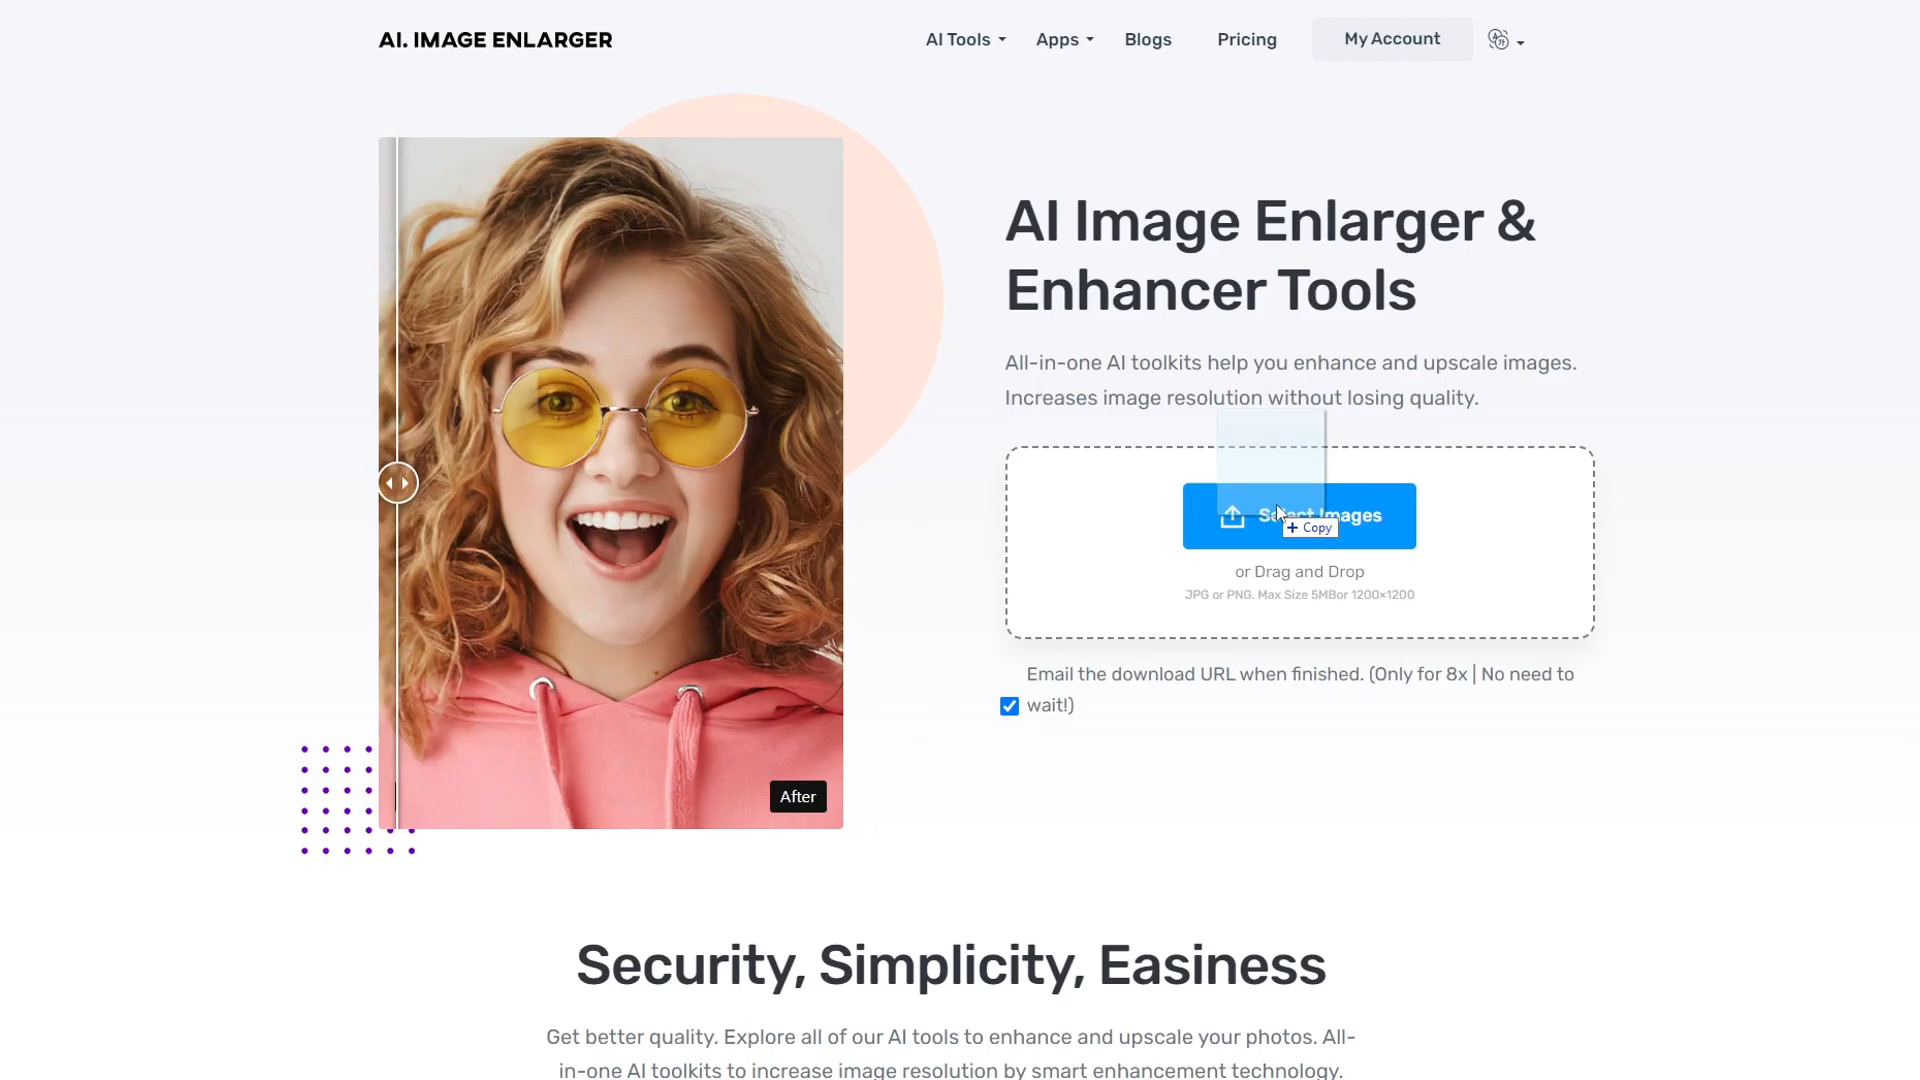 AI. IMAGE ENLARGER
AI Tools
Apps
Blogs
Pricing
My Account
AI Image Enlarger &
Enhancer Tools
All-in-one AI toolkits help you enhance and upscale images.
Increases image resolution without losing quality.
Select Images
+ Copy
or Drag and Drop
JPG or PNG. Max Size 5MBor 1200×1200
Email the download URL when finished. (Only for 8x | No need to
wait!)
After
Security, Simplicity, Easiness
Get better quality. Explore all of our AI tools to enhance and upscale your photos. All-
in-one AI toolkits to increase image resolution by smart enhancement technology.